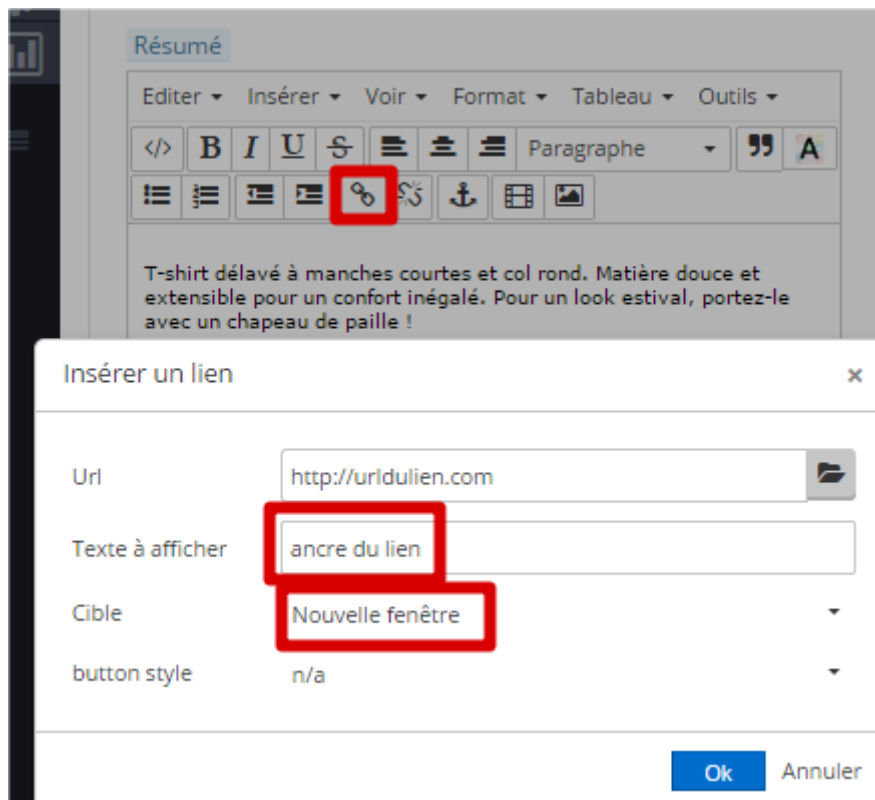 Résumé
Editer Insérer Voir Format Tableau Outils
</> B I U S Paragraphe A
T-shirt délavé à manches courtes et col rond. Matière douce et
extensible pour un confort inégalé. Pour un look estival, portez-le
avec un chapeau de paille !
Insérer un lien ×
Url http://urldulien.com
Texte à afficher ancre du lien
Cible Nouvelle fenêtre
button style n/a
Ok Annuler